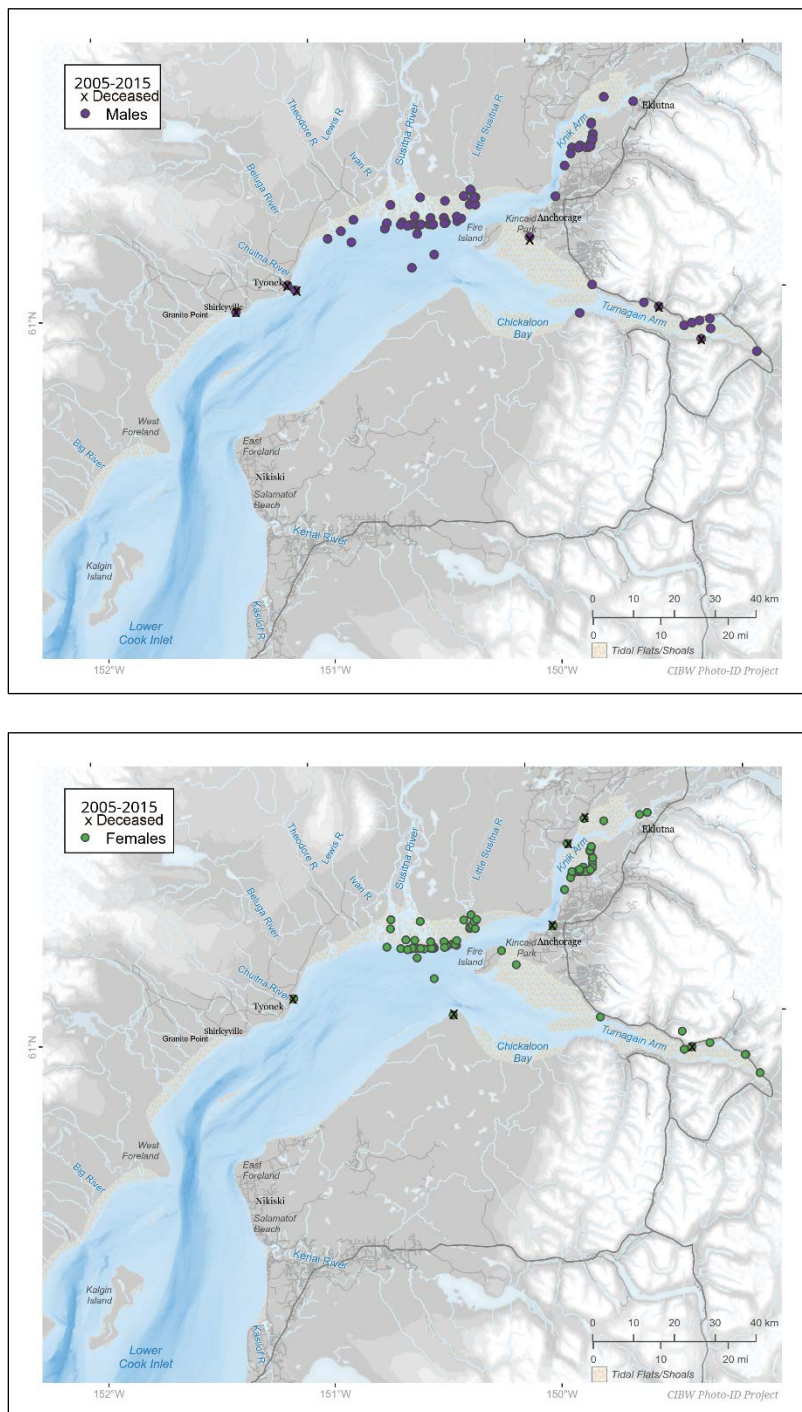 2005-2015
x Deceased
Males
Theodore R
Lewis R
Ivan R
Susitna River
Little Susitna R
Beluga River
Chuitna River
Knik Arm
Eklutna
Kincaid
Park
Anchorage
Fire
Island
Tyonek
Shirleyville
Granite Point
61°N
Chickaloon
Bay
Turnagain Arm
West
Foreland
Big River
East
Foreland
Nikiski
Salamatof
Beach
Kenai River
Kalgin
Island
Kasilof R
Lower
Cook Inlet
0 10 20 30 40 km
0 10 20 mi
Tidal Flats/Shoals
CIBW Photo-ID Project
152°W
151°W
150°W
2005-2015
x Deceased
Females
Theodore R
Lewis R
Ivan R
Susitna River
Little Susitna R
Beluga River
Chuitna River
Knik Arm
Eklutna
Kincaid
Park
Anchorage
Fire
Island
Tyonek
Shirleyville
Granite Point
61°N
Chickaloon
Bay
Turnagain Arm
West
Foreland
Big River
East
Foreland
Nikiski
Salamatof
Beach
Kenai River
Kalgin
Island
Kasilof R
Lower
Cook Inlet
0 10 20 30 40 km
0 10 20 mi
Tidal Flats/Shoals
CIBW Photo-ID Project
152°W
151°W
150°W